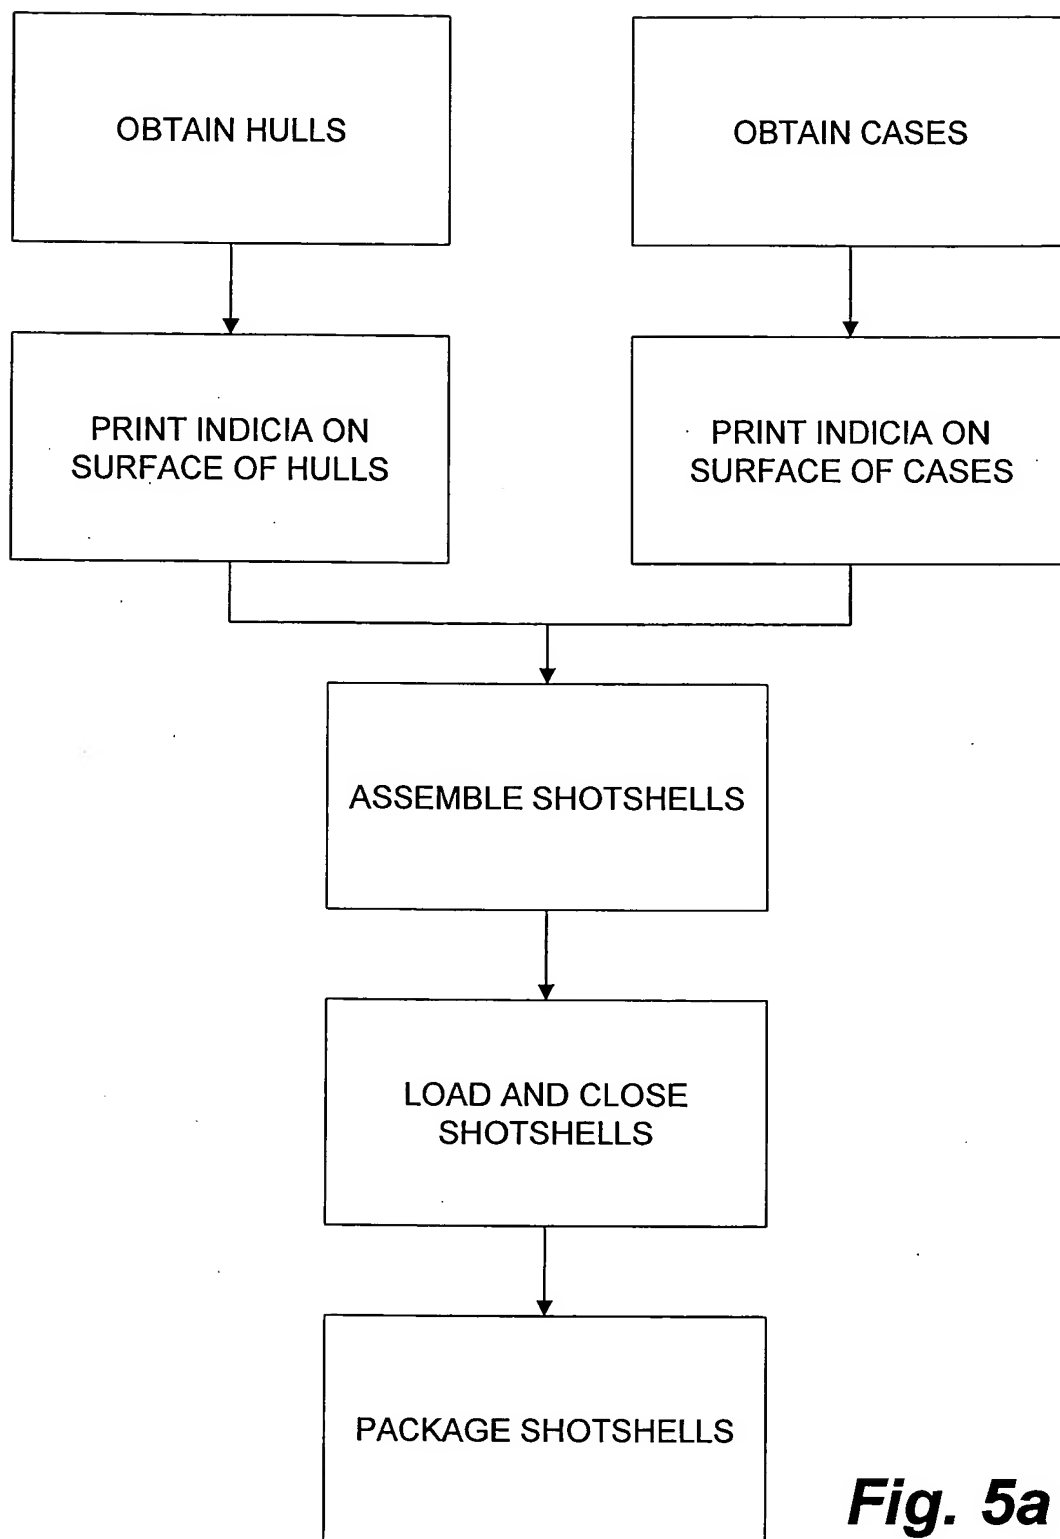 OBTAIN HULLS
OBTAIN CASES
PRINT INDICIA ON
SURFACE OF HULLS
PRINT INDICIA ON
SURFACE OF CASES
ASSEMBLE SHOTSHELLS
LOAD AND CLOSE
SHOTSHELLS
PACKAGE SHOTSHELLS
Fig. 5a